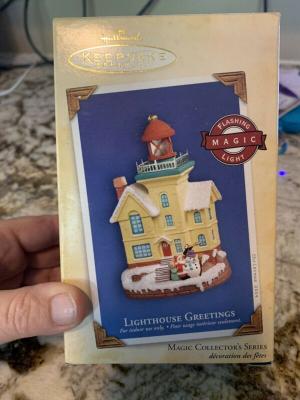 Hallmark
KEEPSAKE
FLASHING
MAGIC
LIGHT
LIGHTHOUSE GREETINGS
For indoor use only. • Pour usage intérieur seulement.
MAGIC COLLECTOR'S SERIES
décoration des fêtes